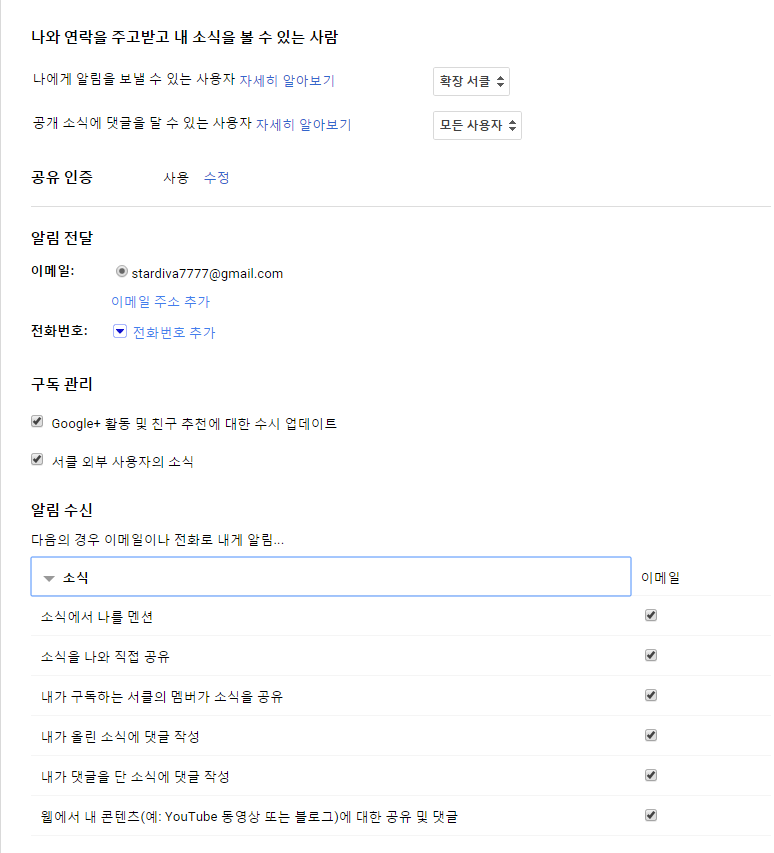 나와 연락을 주고받고 내 소식을 볼 수 있는 사람
나에게 알림을 보낼 수 있는 사용자 자세히 알아보기 확장 서클
공개 소식에 댓글을 달 수 있는 사용자 자세히 알아보기 모든 사용자
공유 인증 사용 수정
알림 전달
이메일: stardiva7777@gmail.com
이메일 주소 추가
전화번호: 전화번호 추가
구독 관리
Google+ 활동 및 친구 추천에 대한 수시 업데이트
서클 외부 사용자의 소식
알림 수신
다음의 경우 이메일이나 전화로 내게 알림...
소식 이메일
소식에서 나를 멘션
소식을 나와 직접 공유
내가 구독하는 서클의 멤버가 소식을 공유
내가 올린 소식에 댓글 작성
내가 댓글을 단 소식에 댓글 작성
웹에서 내 콘텐츠(예: YouTube 동영상 또는 블로그)에 대한 공유 및 댓글